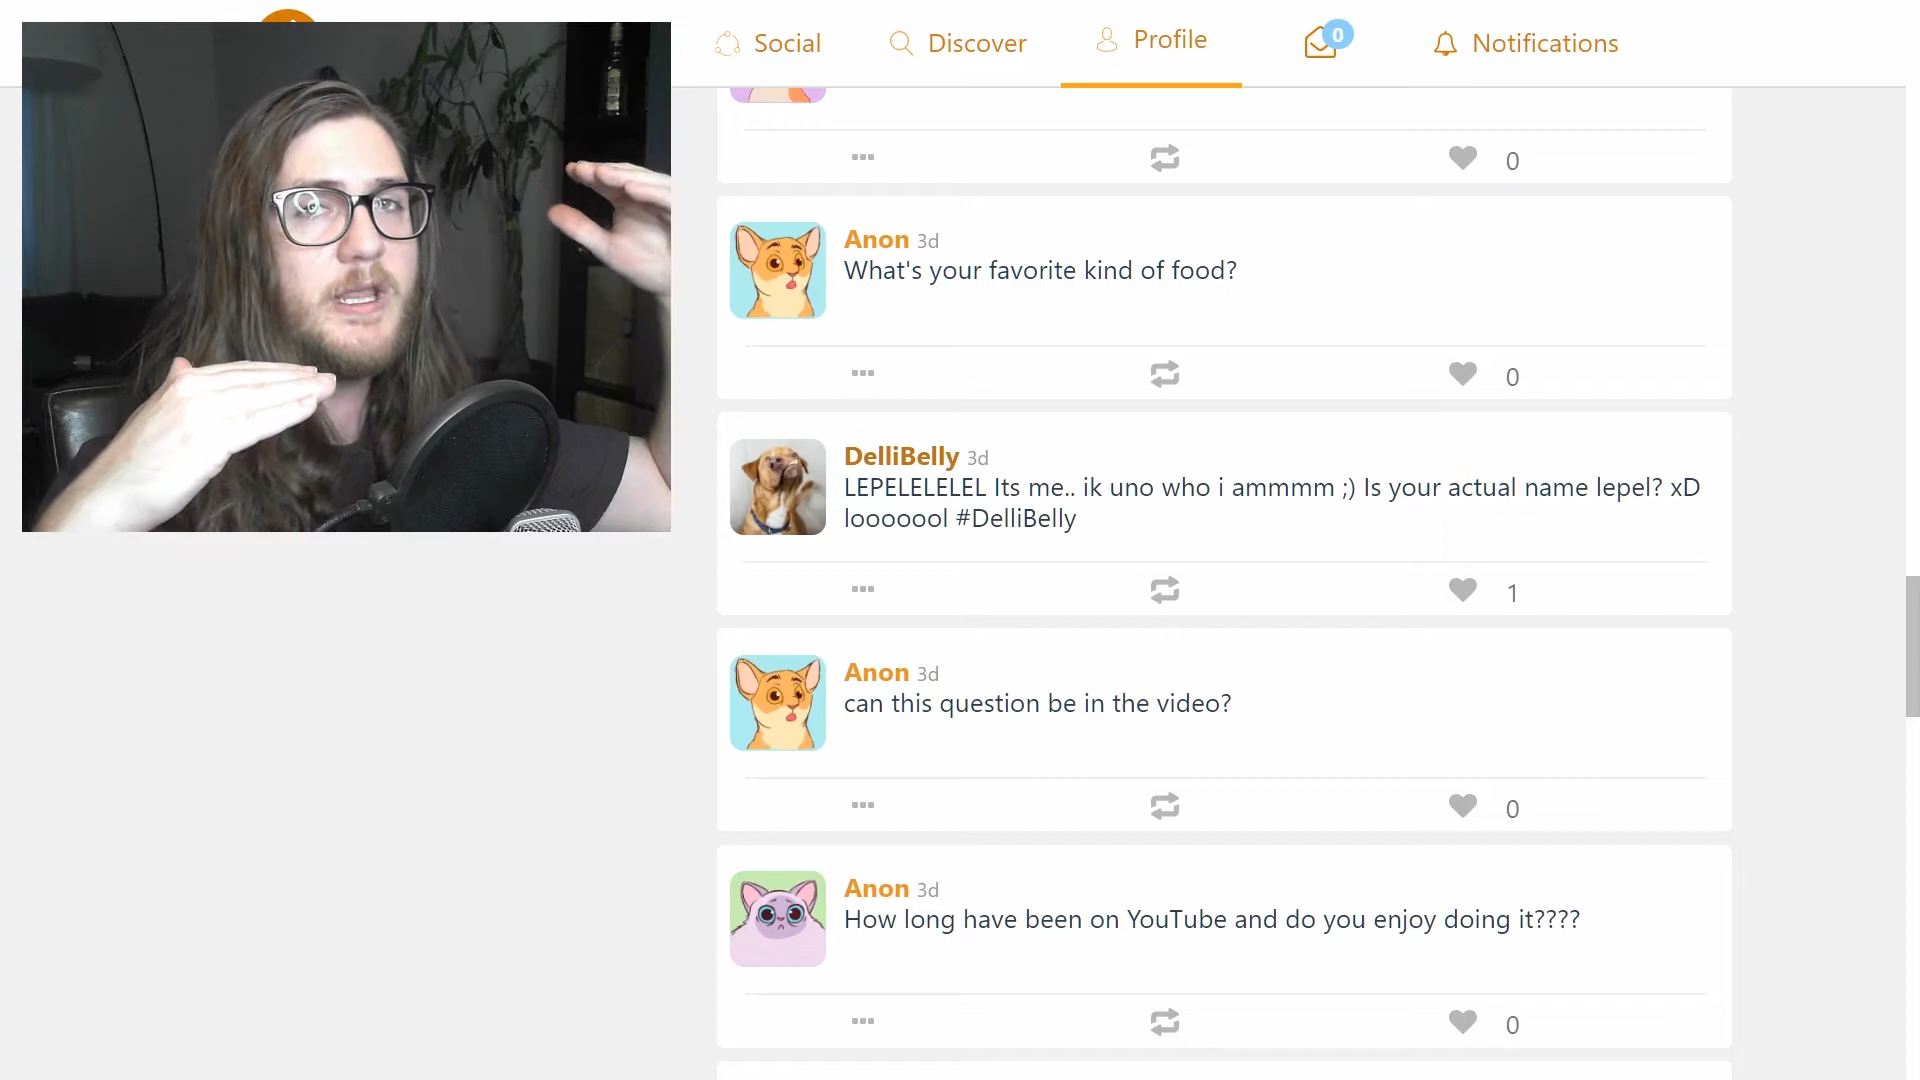 Social
Discover
Profile
0
Notifications
0
Anon 3d
What's your favorite kind of food?
0
DelliBelly 3d
LEPELELELEL Its me.. ik uno who i ammmm ;) Is your actual name lepel? xD
looooool #DelliBelly
1
Anon 3d
can this question be in the video?
0
Anon 3d
How long have been on YouTube and do you enjoy doing it????
0